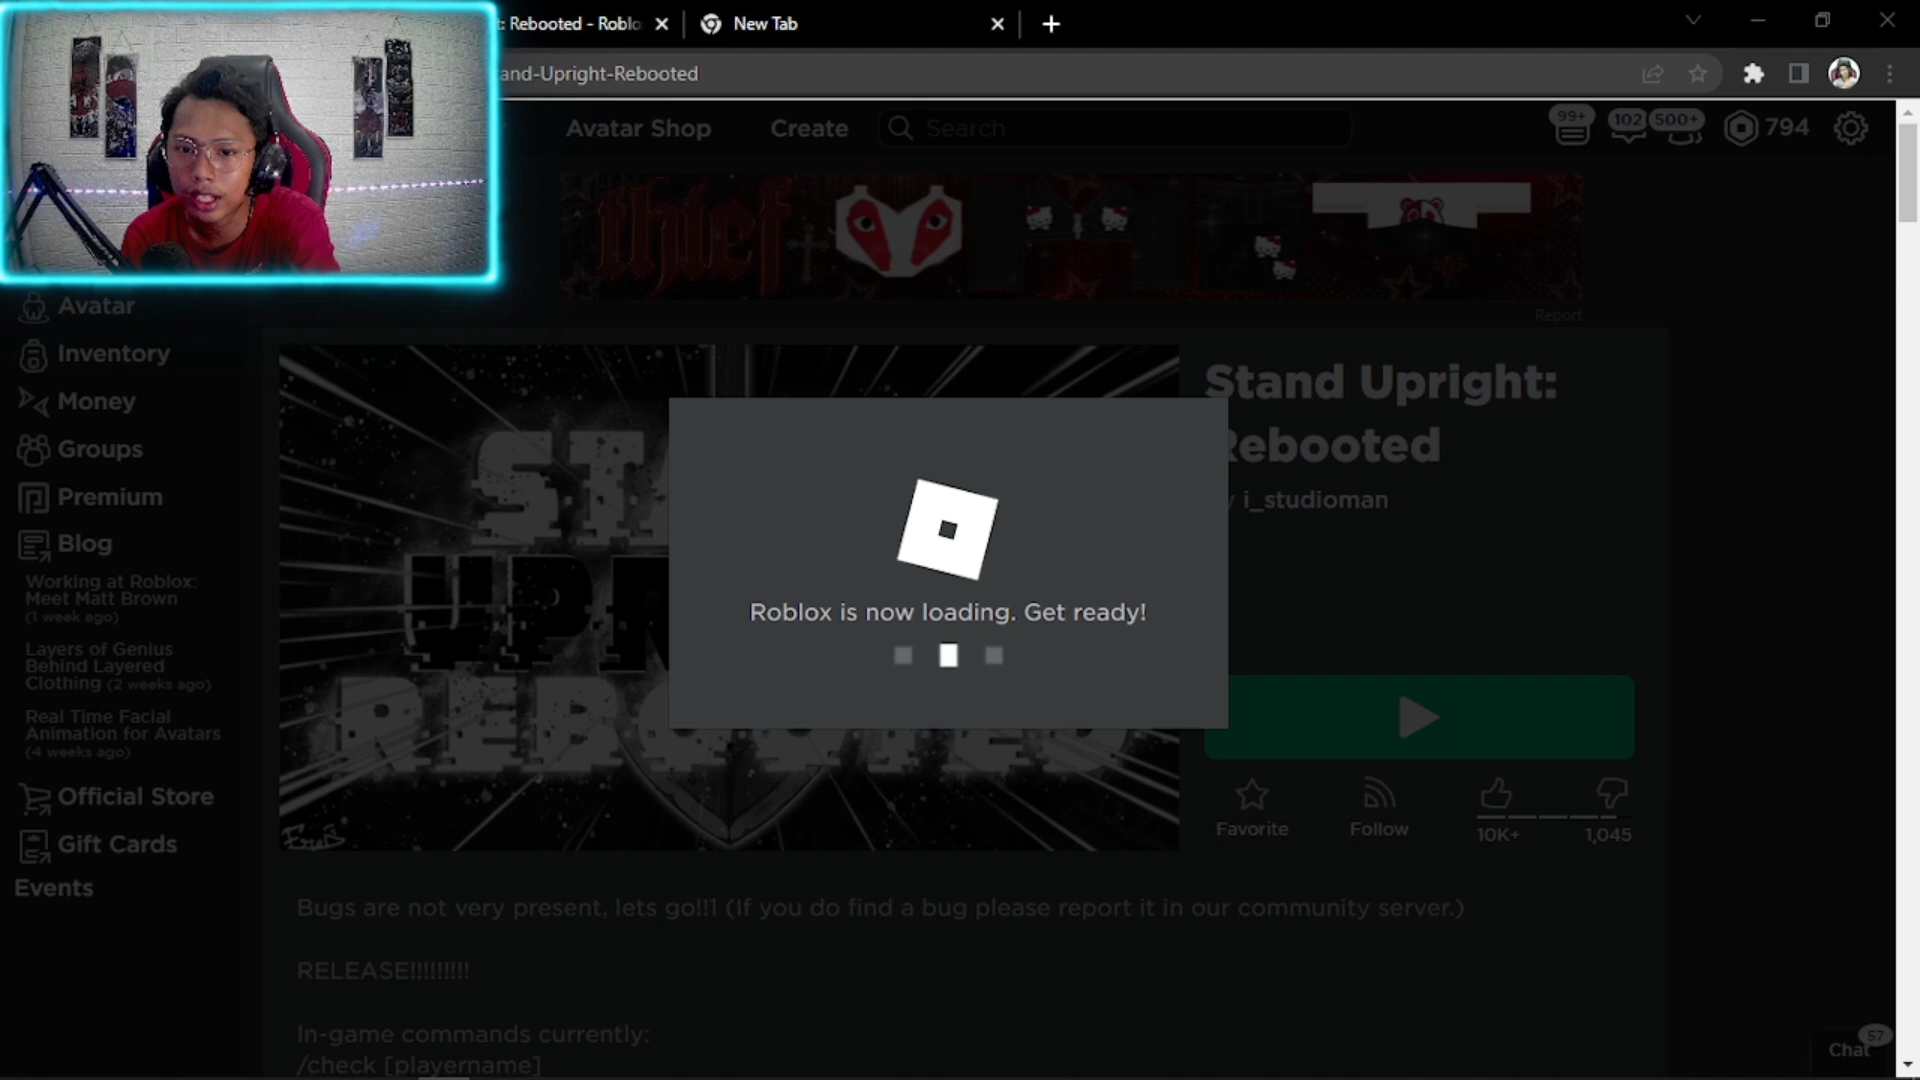 : Rebooted - Roblo
New Tab
and-Upright-Rebooted
Avatar Shop
Create
Search
99+
102
500+
794
thief
Report
Avatar
Inventory
Money
Groups
Premium
Blog
Working at Roblox:
Meet Matt Brown
(1 week ago)
Layers of Genius
Behind Layered
Clothing (2 weeks ago)
Real Time Facial
Animation for Avatars
(4 weeks ago)
Official Store
Gift Cards
Events
Stand Upright:
Rebooted
i_studioman
Roblox is now loading. Get ready!
Favorite
Follow
10K+
1,045
Bugs are not very present, lets go!!1 (If you do find a bug please report it in our community server.)
RELEASE!!!!!!!!!
In-game commands currently:
/check [playername]
Chat
57